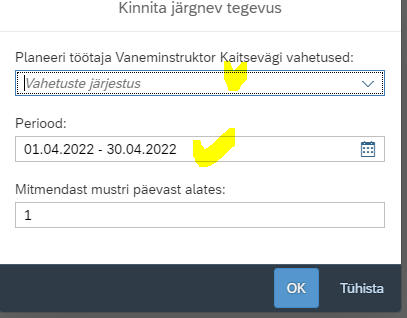 Kinnita järgnev tegevus
Planeeri töötaja Vaneminstruktor Kaitsevägi vahetused:
Vahetuste järjestus
Periood:
01.04.2022 - 30.04.2022
Mitmendast mustri päevast alates:
1
OK Tühista